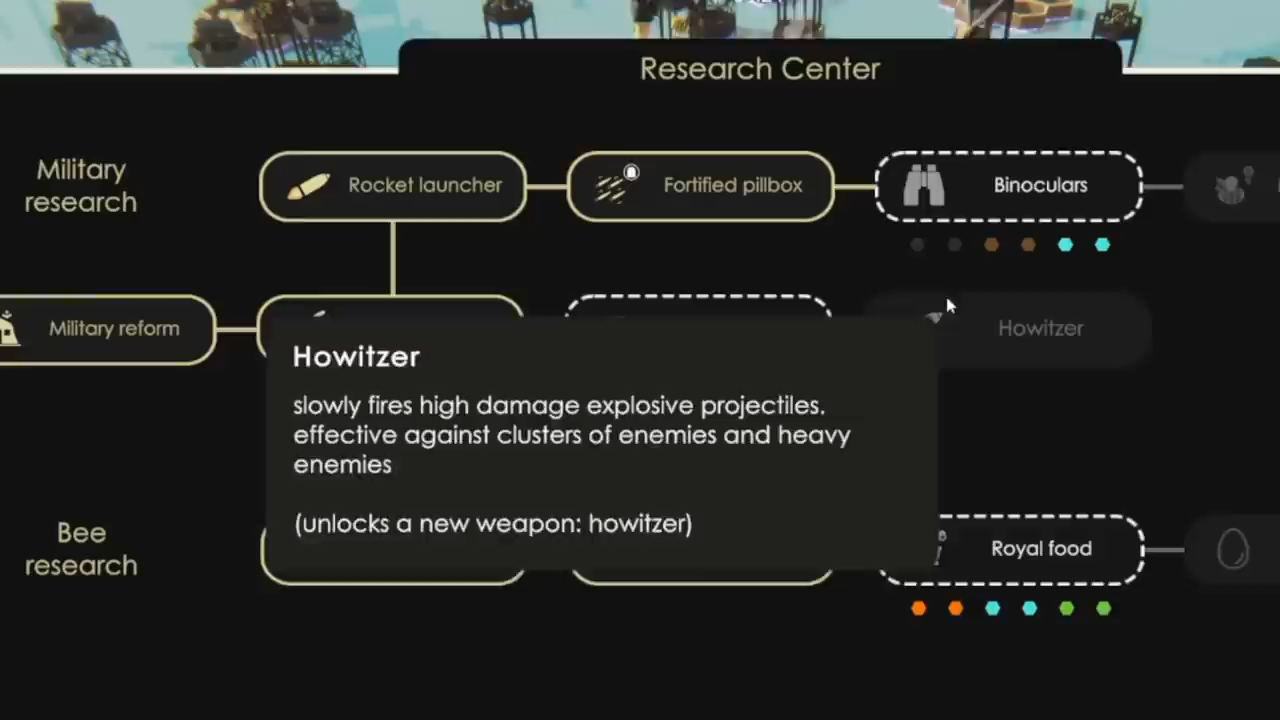 Research Center
Military
research
Rocket launcher
Fortified pillbox
Binoculars
Military reform
Howitzer
Howitzer
slowly fires high damage explosive projectiles.
effective against clusters of enemies and heavy
enemies
(unlocks a new weapon: howitzer)
Bee
research
Royal food